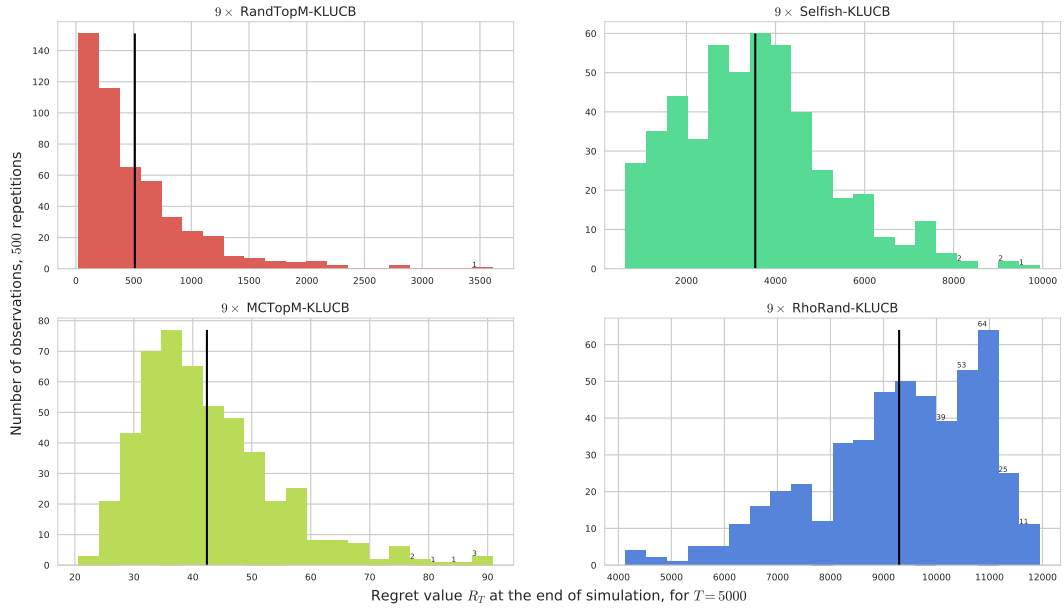 9× RandTopM-KLUCB
9× Selfish-KLUCB
140
120
100
80
60
40
20
0
1
0 500 1000 1500 2000 2500 3000 3500
60
50
40
30
20
10
0
2 2 1
2000 4000 6000 8000 10000
Number of observations, 500 repetitions
9× MCTopM-KLUCB
9× RhoRand-KLUCB
80
70
60
50
40
30
20
10
0
2 1 1 3
20 30 40 50 60 70 80 90
60
50
40
30
20
10
0
39 53 64 25 11
4000 5000 6000 7000 8000 9000 10000 11000 12000
Regret value R_T at the end of simulation, for T = 5000